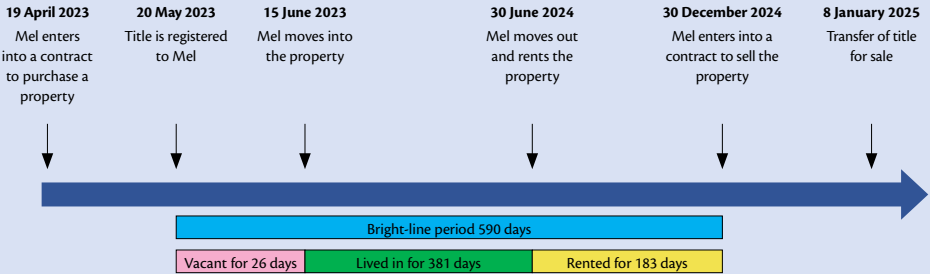 19 April 2023
Mel enters
into a contract
to purchase a
property
20 May 2023
Title is registered
to Mel
15 June 2023
Mel moves into
the property
30 June 2024
Mel moves out
and rents the
property
30 December 2024
Mel enters into a
contract to sell the
property
8 January 2025
Transfer of title
for sale
Bright-line period 590 days
Vacant for 26 days
Lived in for 381 days
Rented for 183 days